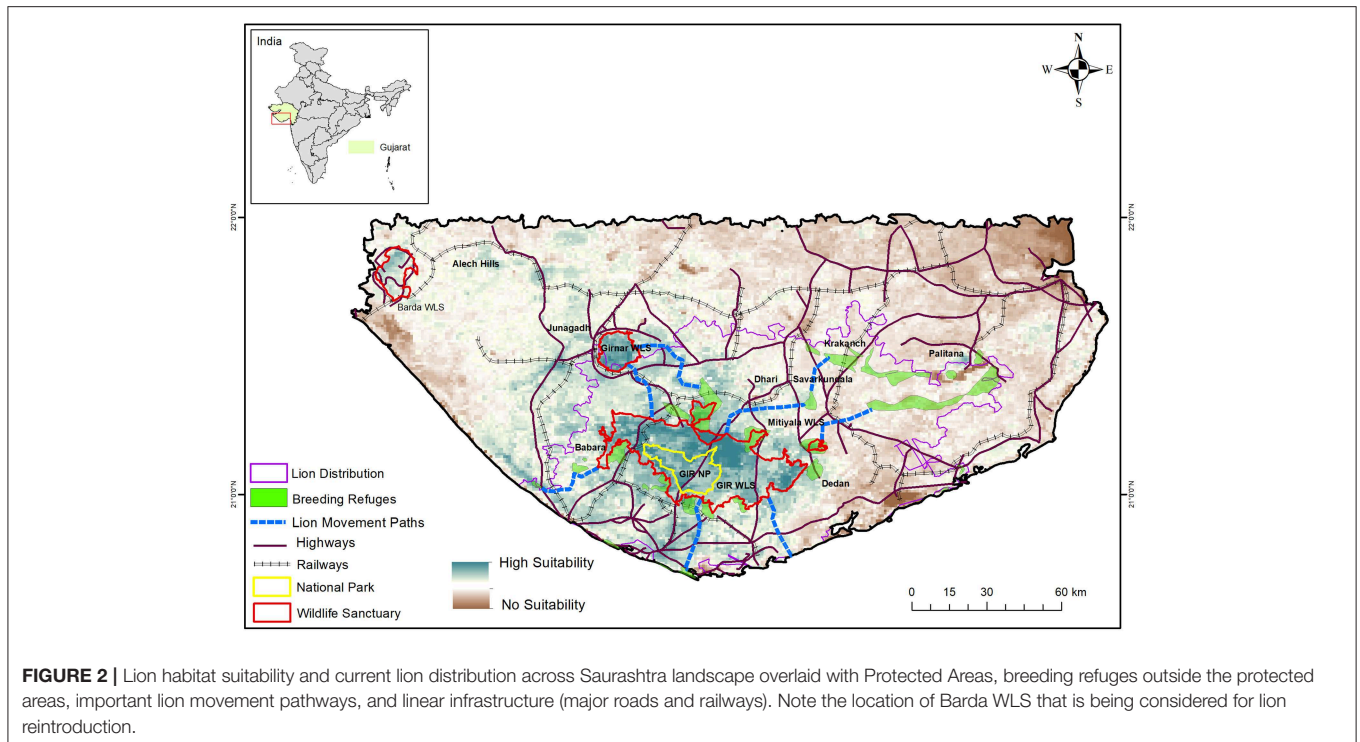 India
Gujarat
N
W E
S
22°0'0"N
22°0'0"N
Alech Hills
Barda WLS
Junagadh
Girnar WLS
Krakanch
Palitana
Dhari Savarkundala
Mitiyala WLS
Babara
GIR NP
GIR WLS
Dedan
21°0'0"N
21°0'0"N
Lion Distribution
Breeding Refuges
Lion Movement Paths
Highways
Railways
National Park
Wildlife Sanctuary
High Suitability
No Suitability
0 15 30 60 km
FIGURE 2 | Lion habitat suitability and current lion distribution across Saurashtra landscape overlaid with Protected Areas, breeding refuges outside the protected
areas, important lion movement pathways, and linear infrastructure (major roads and railways). Note the location of Barda WLS that is being considered for lion
reintroduction.